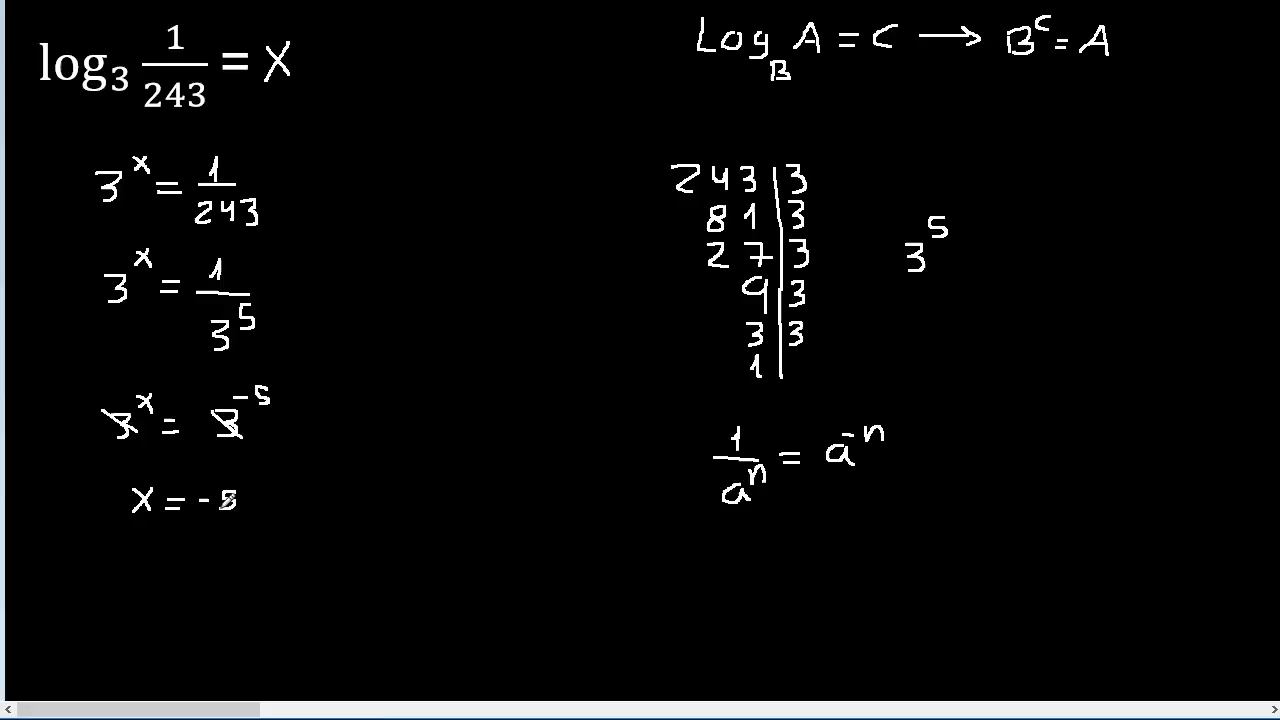 log₃ 1/243 = X
3^x = 1/243
3^x = 1/3^5
3^x = 3^-5
X = -5
Log_B A = C → B^C = A
243 | 3
81 | 3
27 | 3
9 | 3
3 | 3
1 |
3^5
1/a^n = a^-n